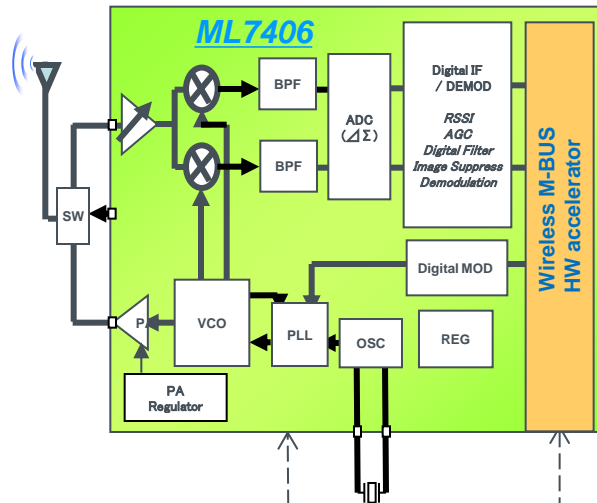 ML7406
BPF
BPF
ADC
(⊿Σ)
Digital IF
/ DEMOD
RSSI
AGC
Digital Filter
Image Suppress
Demodulation
Wireless M-BUS
HW accelerator
SW
Digital MOD
PA
VCO
PLL
OSC
REG
PA
Regulator